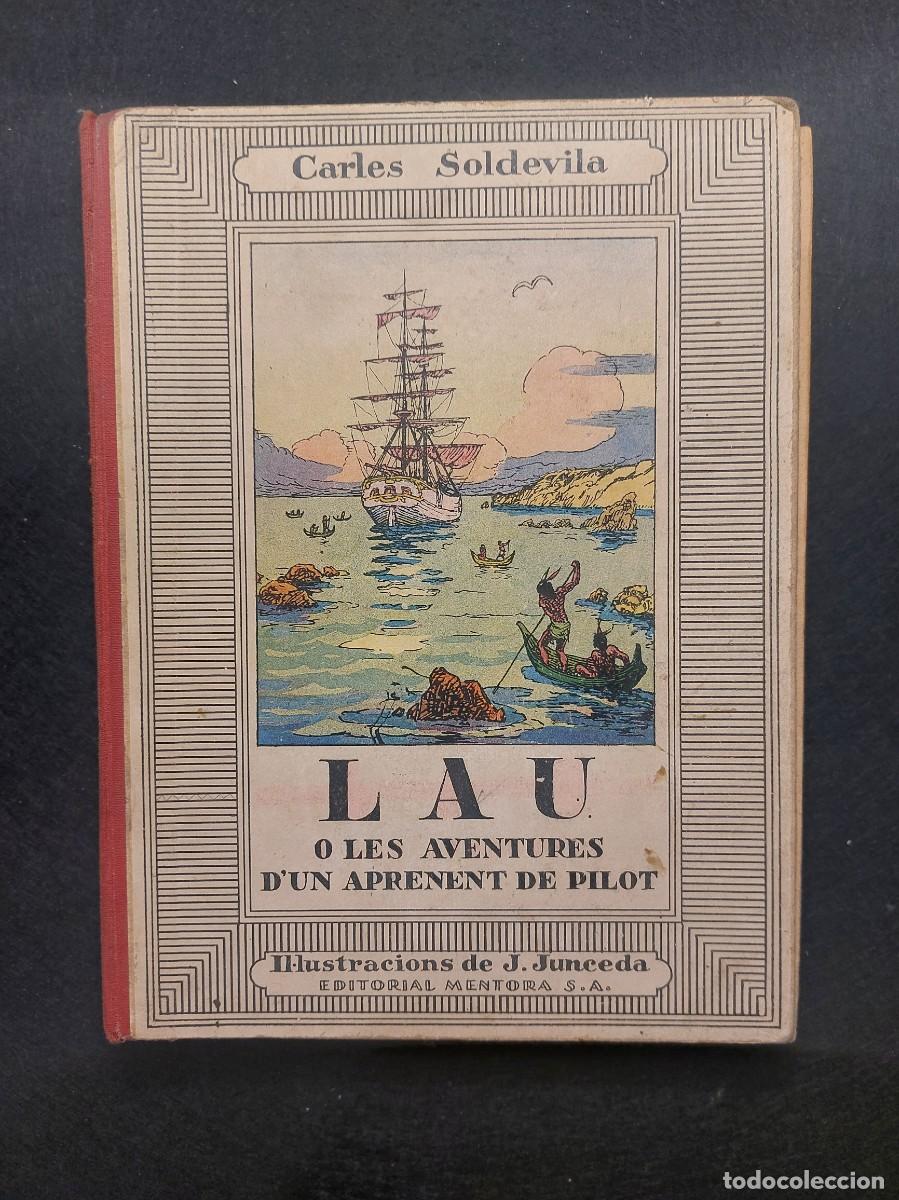 Carles Soldevila
LAU
O LES AVENTURES
D'UN APRENENT DE PILOT
Il·lustracions de J. Junceda
EDITORIAL MENTORA S.A.
todocoleccion